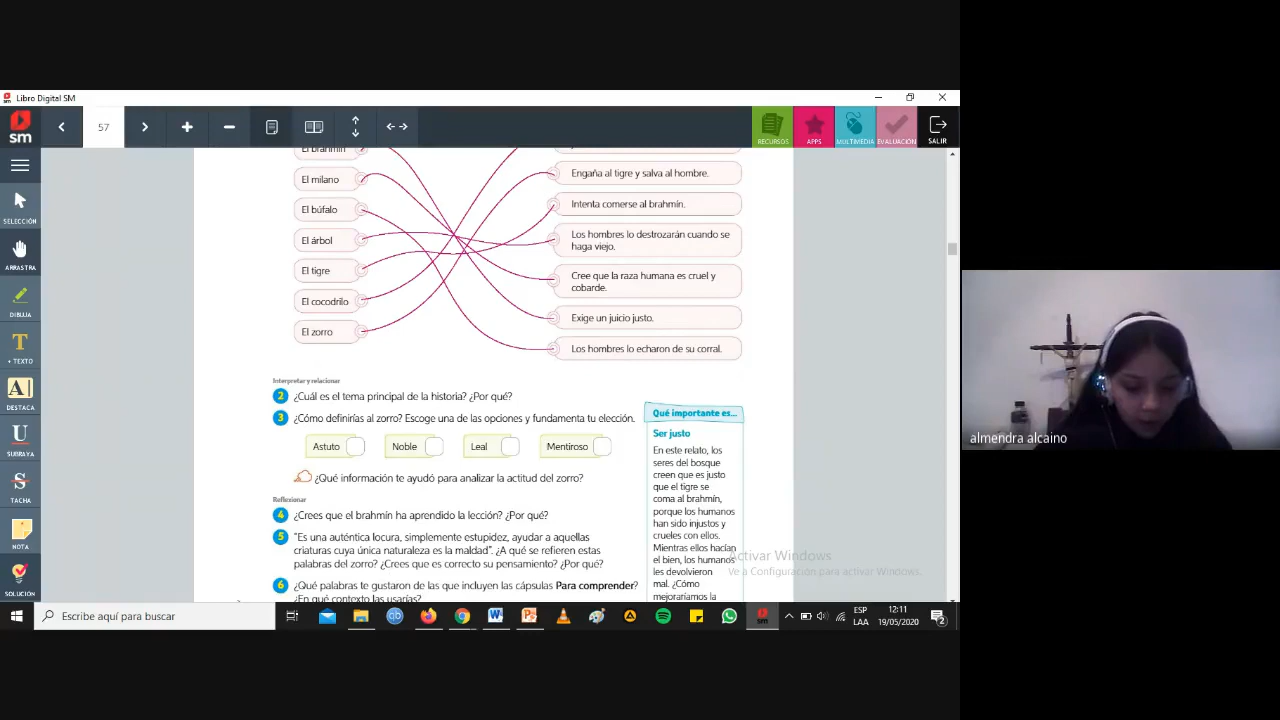 Libro Digital SM
sm
57
RECURSOS
APPS
MULTIMEDIA
EVALUACIÓN
SALIR
SELECCIÓN
ARRASTRA
DIBUJA
+ TEXTO
DESTACA
SUBRAYA
TACHA
NOTA
SOLUCIÓN
El brahmín
El milano
El búfalo
El árbol
El tigre
El cocodrilo
El zorro
Engaña al tigre y salva al hombre.
Intenta comerse al brahmín.
Los hombres lo destrozarán cuando se
haga viejo.
Cree que la raza humana es cruel y
cobarde.
Exige un juicio justo.
Los hombres lo echaron de su corral.
Interpretar y relacionar
2 ¿Cuál es el tema principal de la historia? ¿Por qué?
3 ¿Cómo definirías al zorro? Escoge una de las opciones y fundamenta tu elección.
Astuto
Noble
Leal
Mentiroso
¿Qué información te ayudó para analizar la actitud del zorro?
Reflexionar
4 ¿Crees que el brahmín ha aprendido la lección? ¿Por qué?
5 "Es una auténtica locura, simplemente estupidez, ayudar a aquellas
criaturas cuya única naturaleza es la maldad". ¿A qué se refieren estas
palabras del zorro? ¿Crees que es correcto su pensamiento? ¿Por qué?
6 ¿Qué palabras te gustaron de las que incluyen las cápsulas Para comprender?
¿En qué contexto las usarías?
Qué importante es...
Ser justo
En este relato, los
seres del bosque
creen que es justo
que el tigre se
coma al brahmín,
porque los humanos
han sido injustos y
crueles con ellos.
Mientras ellos hacían
el bien, los humanos
les devolvieron
mal. ¿Cómo
mejoraríamos la
Activar Windows
Ve a Configuración para activar Windows.
Escribe aquí para buscar
ESP
LAA
12:11
19/05/2020
2
almendra alcaino